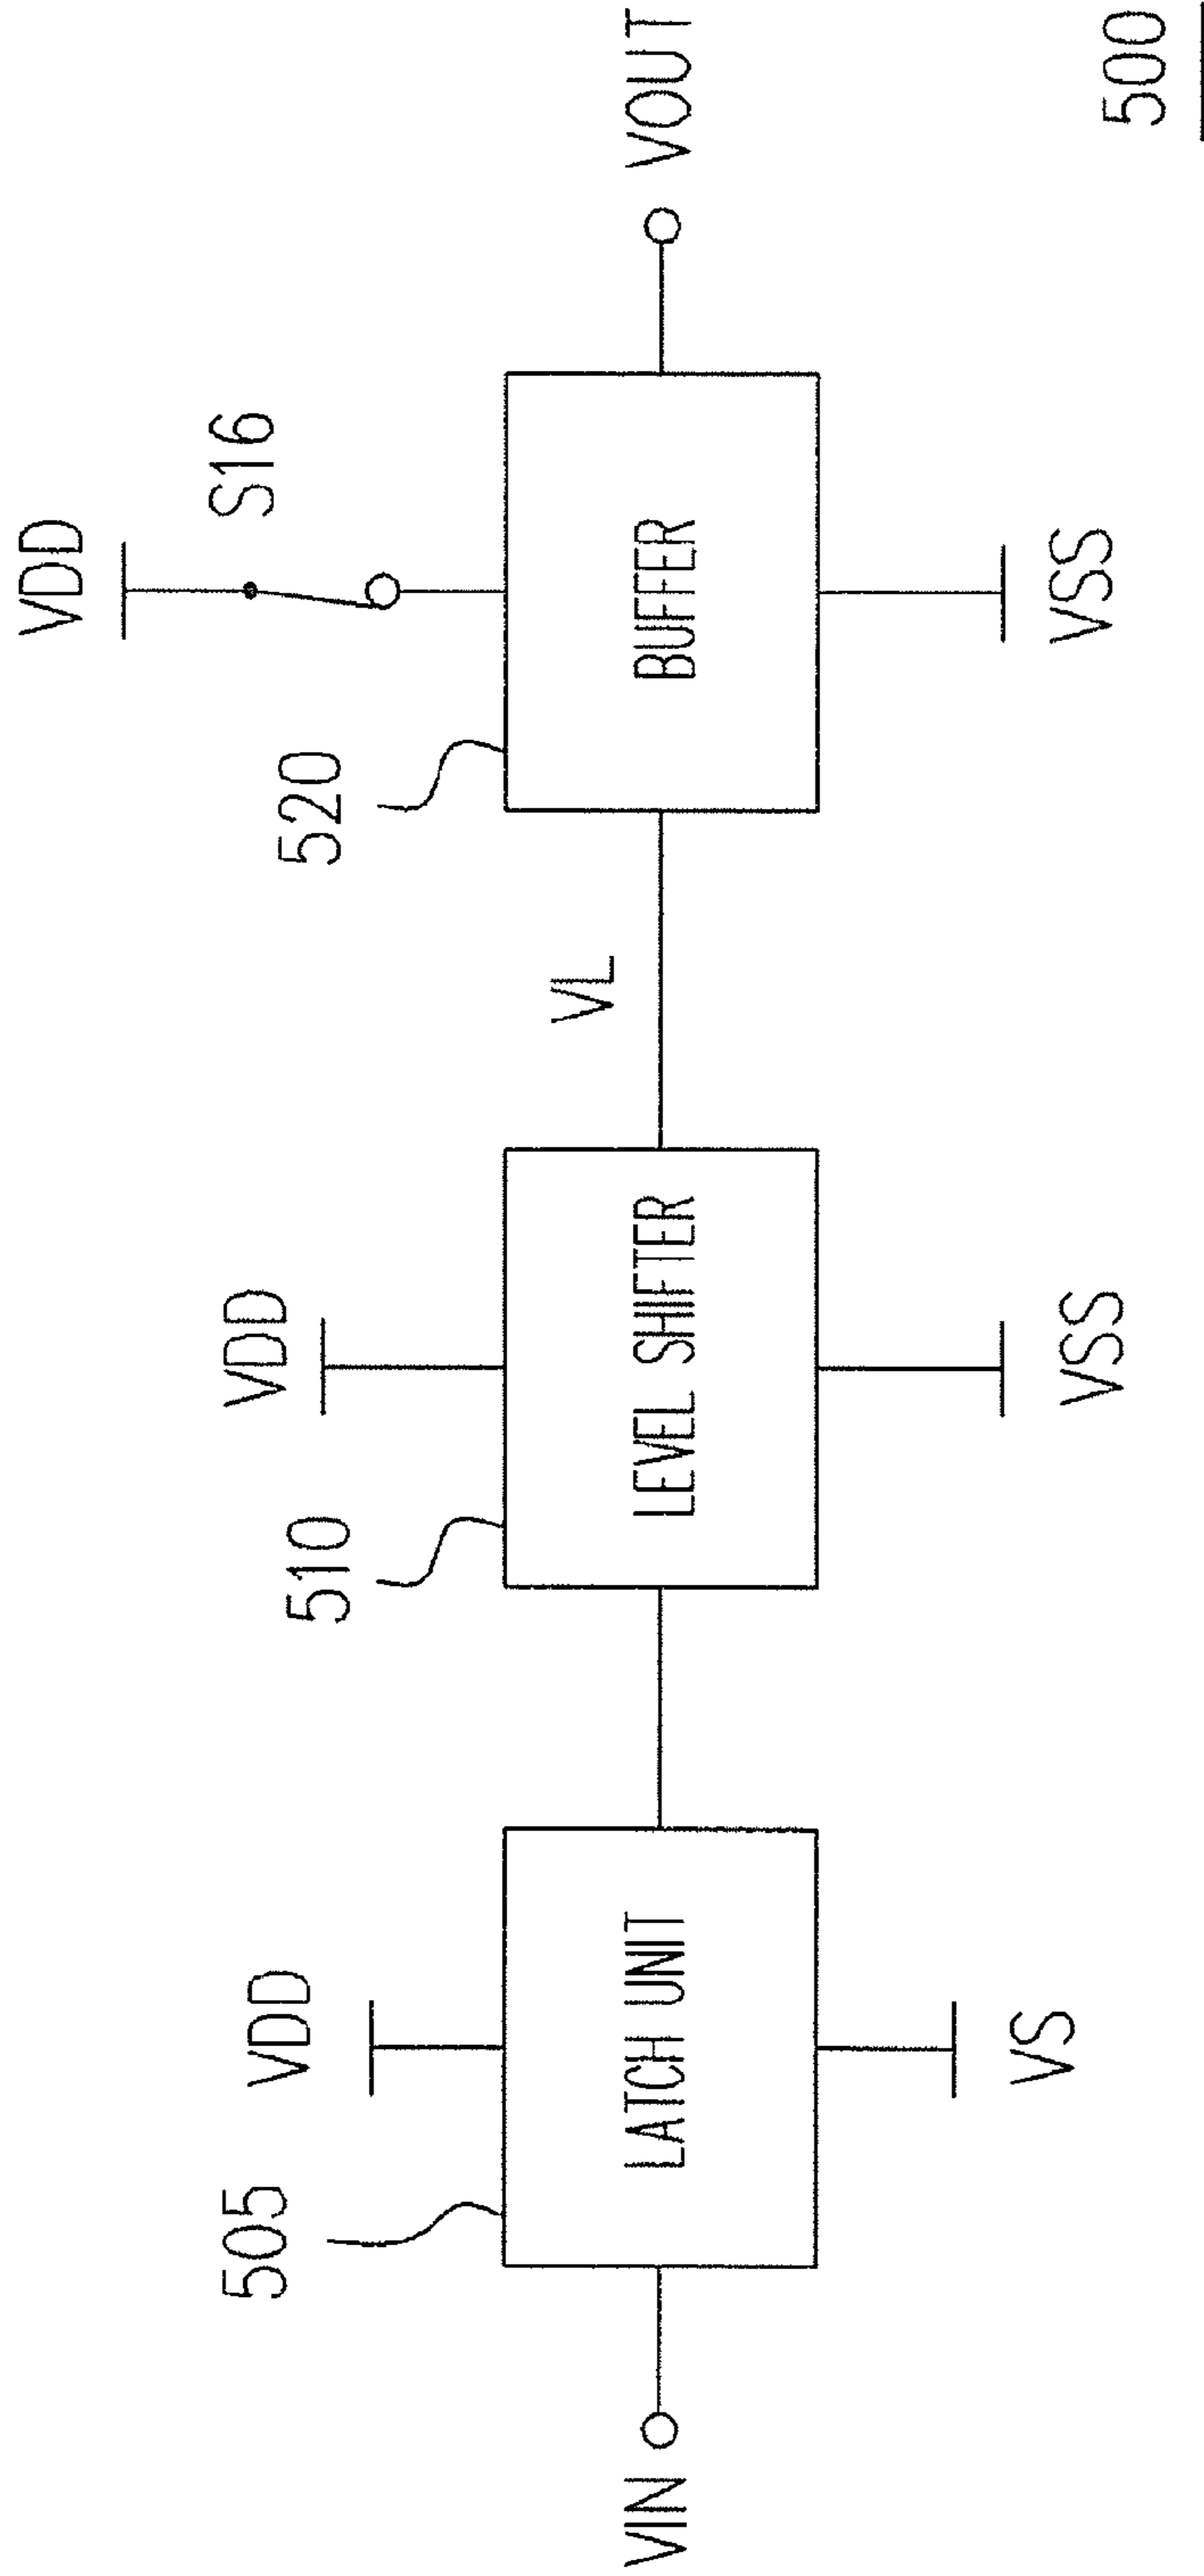 VDD
S16
VDD
VDD
520
510
505
VL
VIN
LATCH UNIT
LEVEL SHIFTER
BUFFER
VOUT
VS
VSS
VSS
500